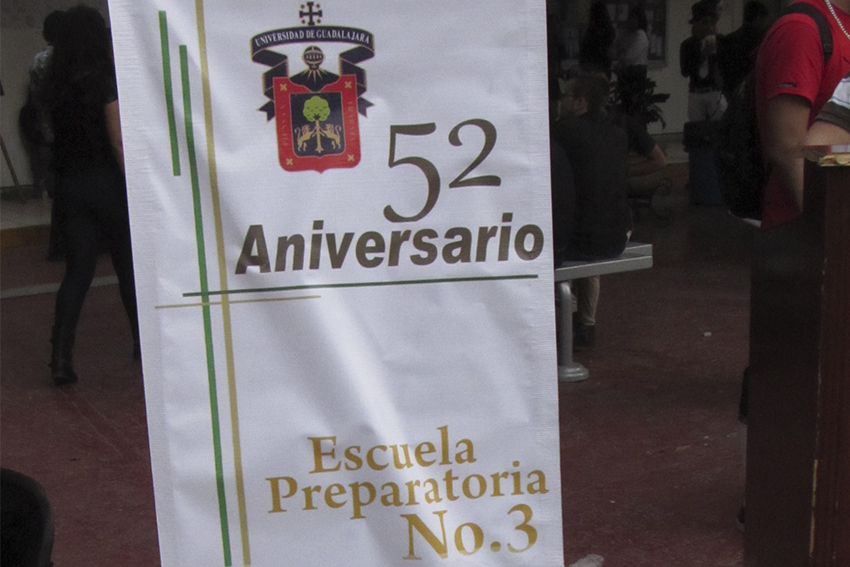 UNIVERSIDAD DE GUADALAJARA
52
Aniversario
Escuela
Preparatoria
No.3